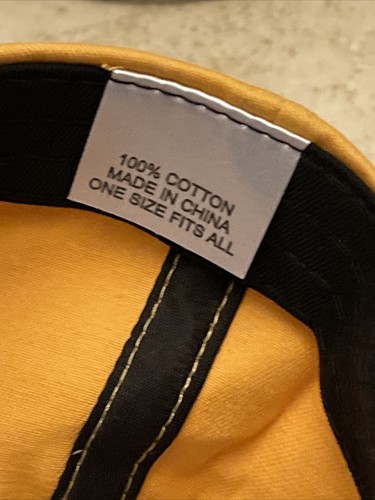 100% COTTON
MADE IN CHINA
ONE SIZE FITS ALL